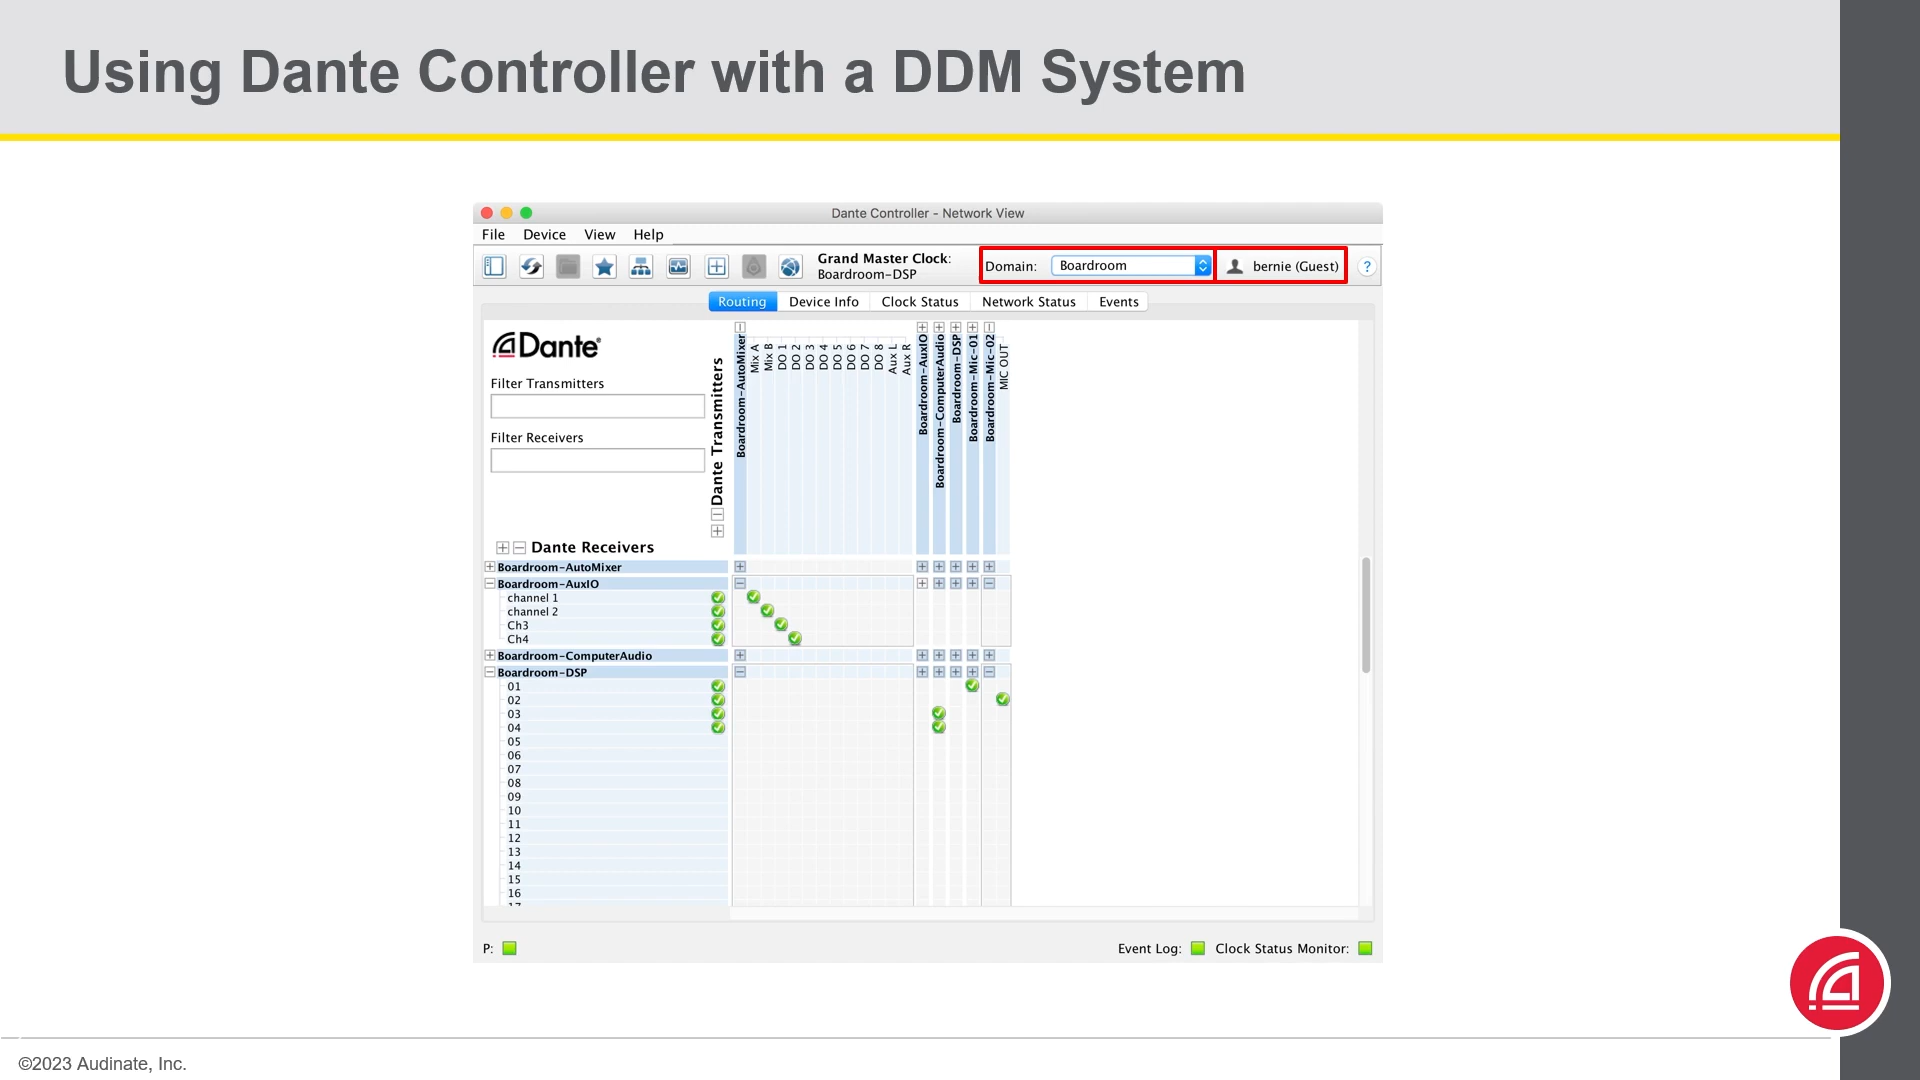 Using Dante Controller with a DDM System
Dante Controller - Network View
File Device View Help
Grand Master Clock:
Boardroom-DSP
Domain: Boardroom
bernie (Guest)
?
Routing Device Info Clock Status Network Status Events
Dante®
Filter Transmitters
Filter Receivers
Dante Transmitters
Boardroom-AutoMixer
Mix A
Mix B
DO 1
DO 2
DO 3
DO 4
DO 5
DO 6
DO 7
DO 8
Aux L
Aux R
Boardroom-AuxIO
Boardroom-ComputerAudio
Boardroom-DSP
Boardroom-Mic-01
Boardroom-Mic-02
MIC OUT
Dante Receivers
Boardroom-AutoMixer
Boardroom-AuxIO
channel 1
channel 2
Ch3
Ch4
Boardroom-ComputerAudio
Boardroom-DSP
01
02
03
04
05
06
07
08
09
10
11
12
13
14
15
16
17
P:
Event Log: Clock Status Monitor:
©2023 Audinate, Inc.